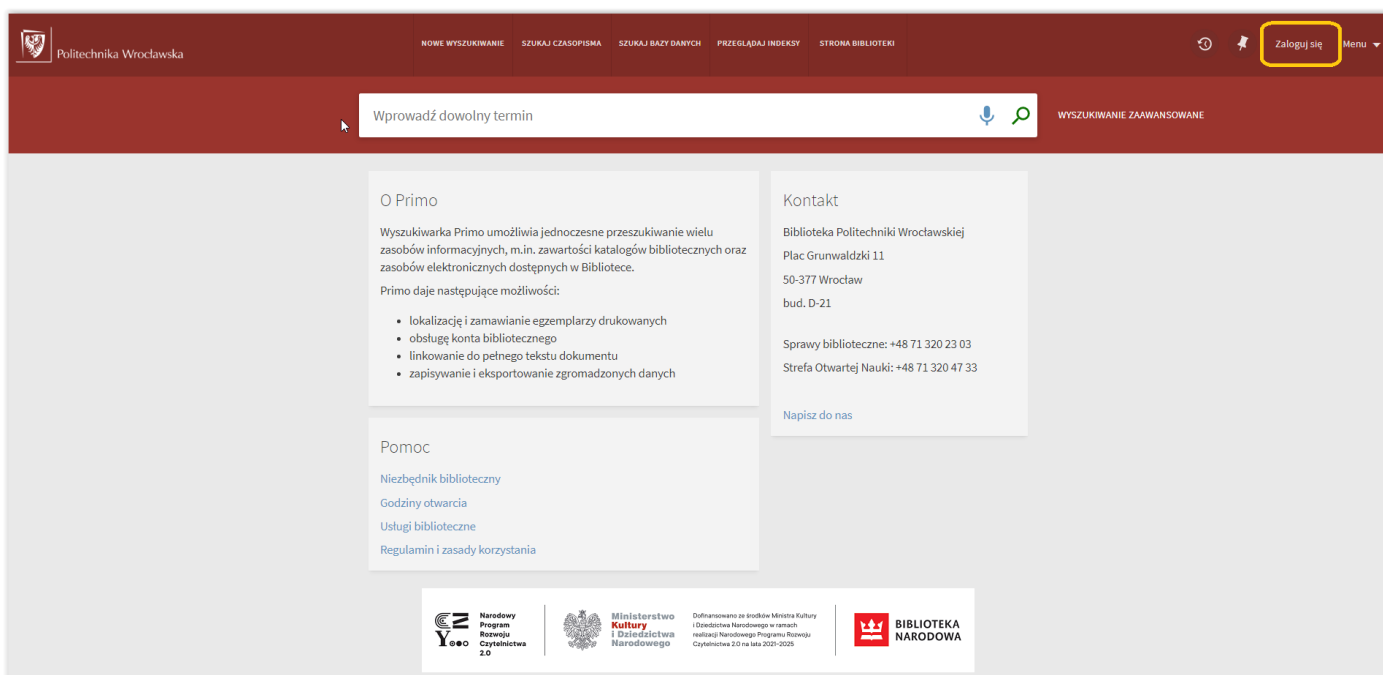 Politechnika Wrocławska
NOWE WYSZUKIWANIE
SZUKAJ CZASOPISMA
SZUKAJ BAZY DANYCH
PRZEGLĄDAJ INDEKSY
STRONA BIBLIOTEKI
Zaloguj się
Menu
Wprowadź dowolny termin
WYSZUKIWANIE ZAAWANSOWANE
O Primo
Wyszukiwarka Primo umożliwia jednoczesne przeszukiwanie wielu
zasobów informacyjnych, m.in. zawartości katalogów bibliotecznych oraz
zasobów elektronicznych dostępnych w Bibliotece.
Primo daje następujące możliwości:
• lokalizację i zamawianie egzemplarzy drukowanych
• obsługę konta bibliotecznego
• linkowanie do pełnego tekstu dokumentu
• zapisywanie i eksportowanie zgromadzonych danych
Kontakt
Biblioteka Politechniki Wrocławskiej
Plac Grunwaldzki 11
50-377 Wrocław
bud. D-21
Sprawy biblioteczne: +48 71 320 23 03
Strefa Otwartej Nauki: +48 71 320 47 33
Napisz do nas
Pomoc
Niezbędnik biblioteczny
Godziny otwarcia
Usługi biblioteczne
Regulamin i zasady korzystania
Narodowy
Program
Rozwoju
Czytelnictwa
2.0
Ministerstwo
Kultury
i Dziedzictwa
Narodowego
Dofinansowano ze środków Ministra Kultury
i Dziedzictwa Narodowego w ramach
realizacji Narodowego Programu Rozwoju
Czytelnictwa 2.0 na lata 2021–2025
BIBLIOTEKA
NARODOWA